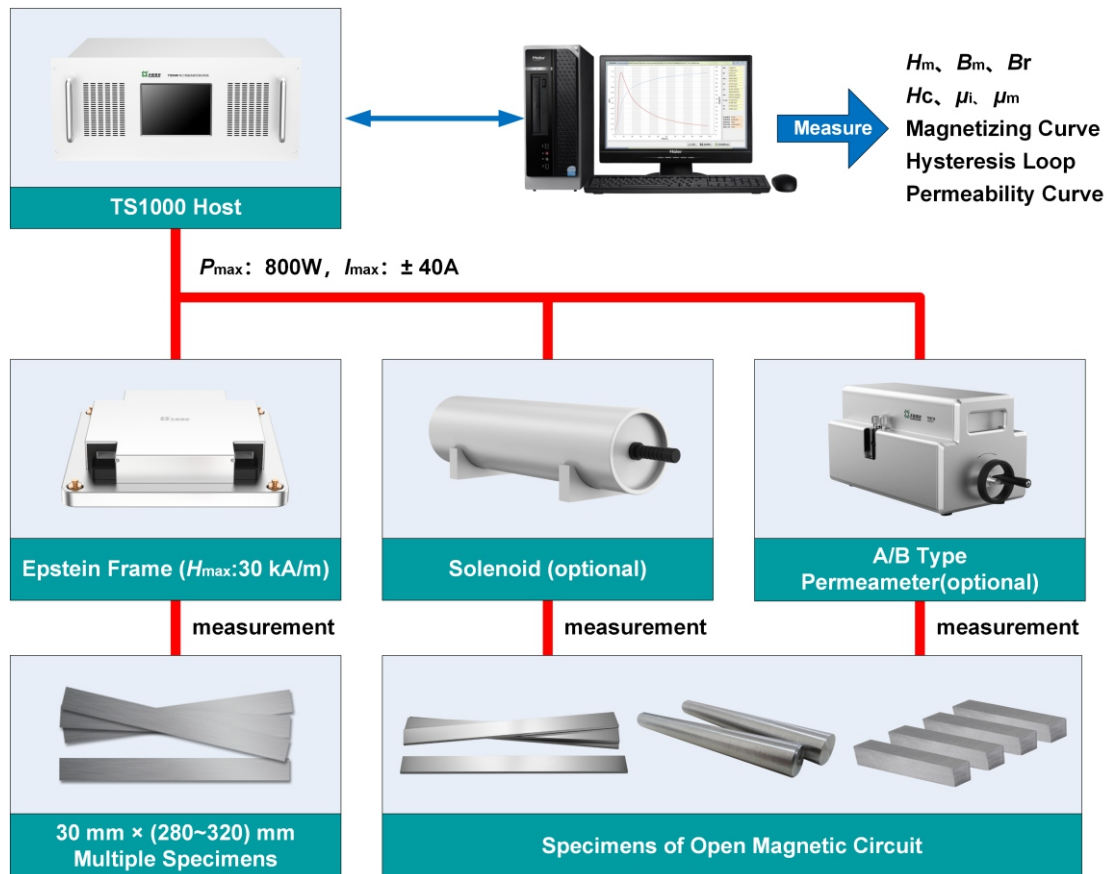 Hm、Bm、Br
Hc、μi、μm
Magnetizing Curve
Hysteresis Loop
Permeability Curve
Measure
TS1000 Host
Pmax：800W，Imax：± 40A
Epstein Frame (Hmax:30 kA/m)
Solenoid (optional)
A/B Type
Permeameter(optional)
measurement
measurement
measurement
30 mm × (280~320) mm
Multiple Specimens
Specimens of Open Magnetic Circuit